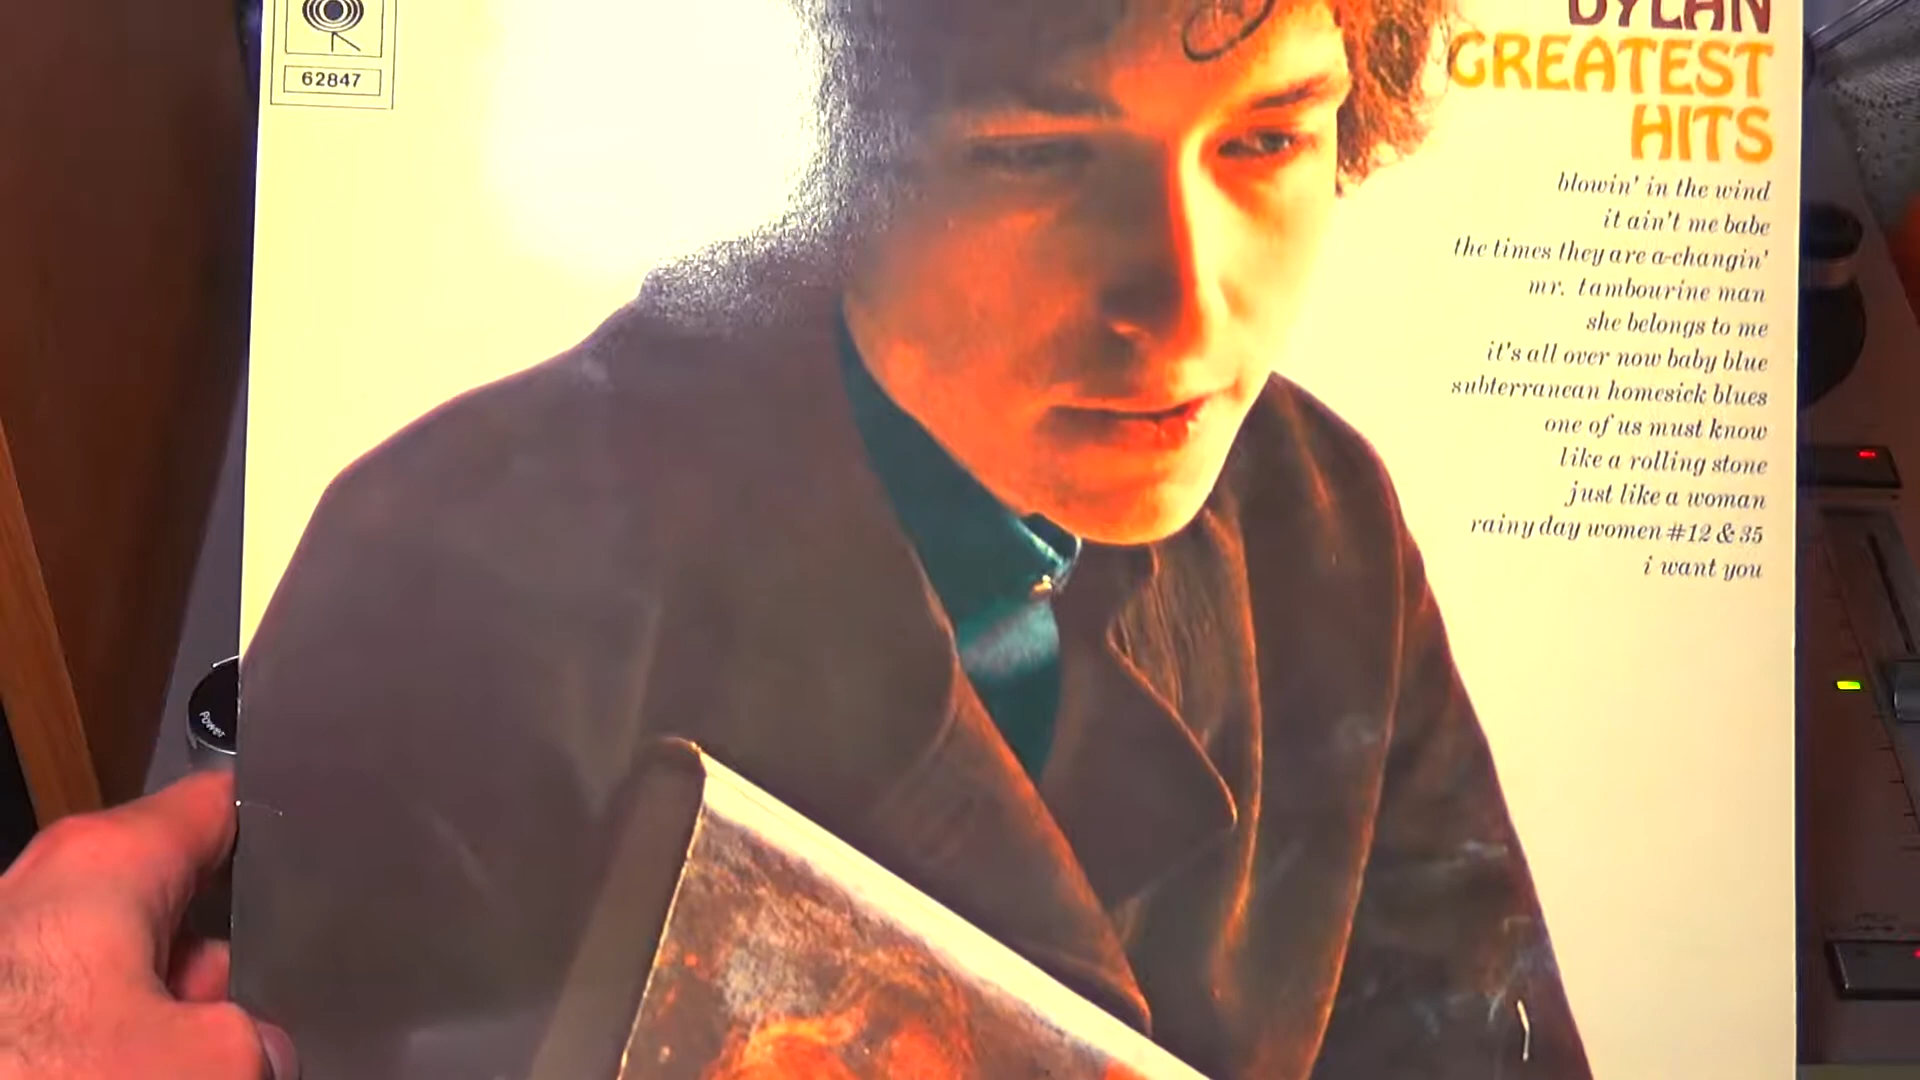 62847
DYLAN
GREATEST
HITS
blowin' in the wind
it ain't me babe
the times they are a-changin'
mr. tambourine man
she belongs to me
it's all over now baby blue
subterranean homesick blues
one of us must know
like a rolling stone
just like a woman
rainy day women #12 & 35
i want you
Power